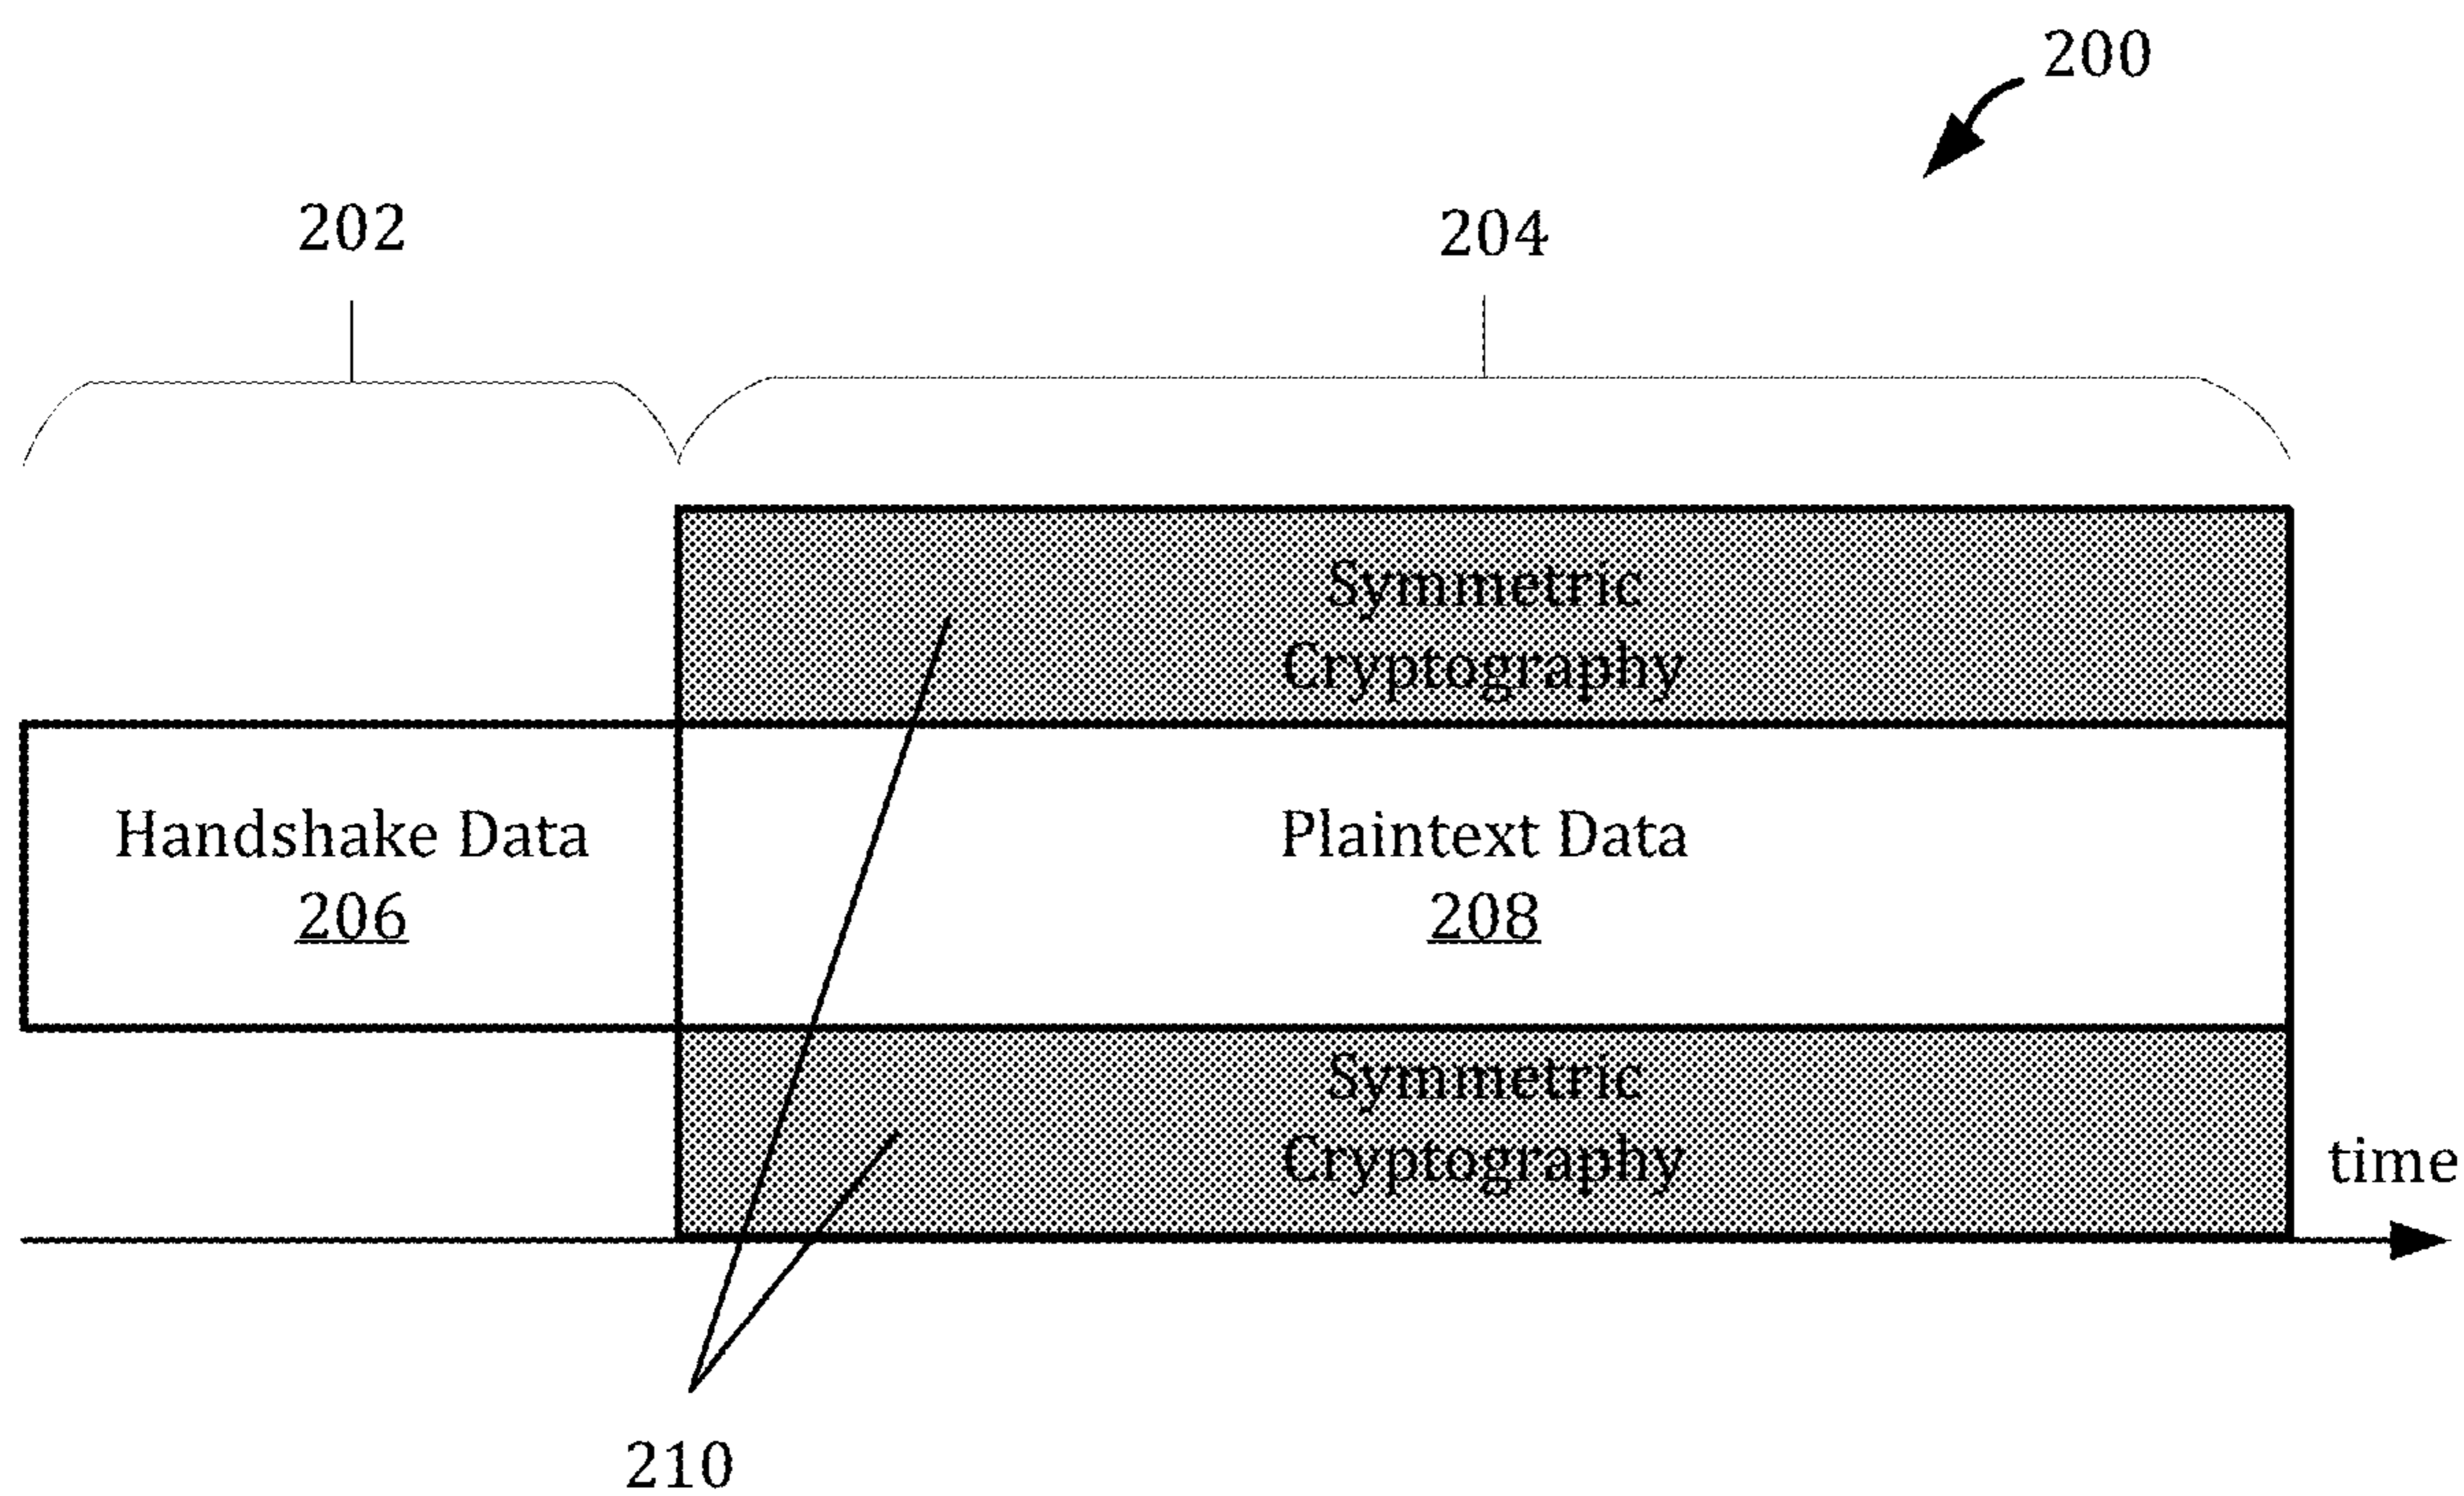 200
202
204
Symmetric
Cryptography
Handshake Data
206
Plaintext Data
208
Symmetric
Cryptography
time
210